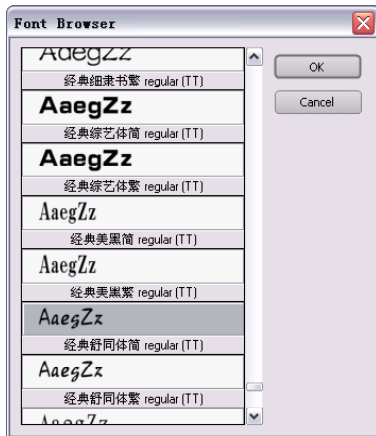 Font Browser
AaegZz
经典细隶书繁 regular (TT)
AaegZz
经典综艺体简 regular (TT)
AaegZz
经典综艺体繁 regular (TT)
AaegZz
经典美黑简 regular (TT)
AaegZz
经典美黑繁 regular (TT)
AaegZz
经典舒同体简 regular (TT)
AaegZz
经典舒同体繁 regular (TT)
AaegZz
OK
Cancel